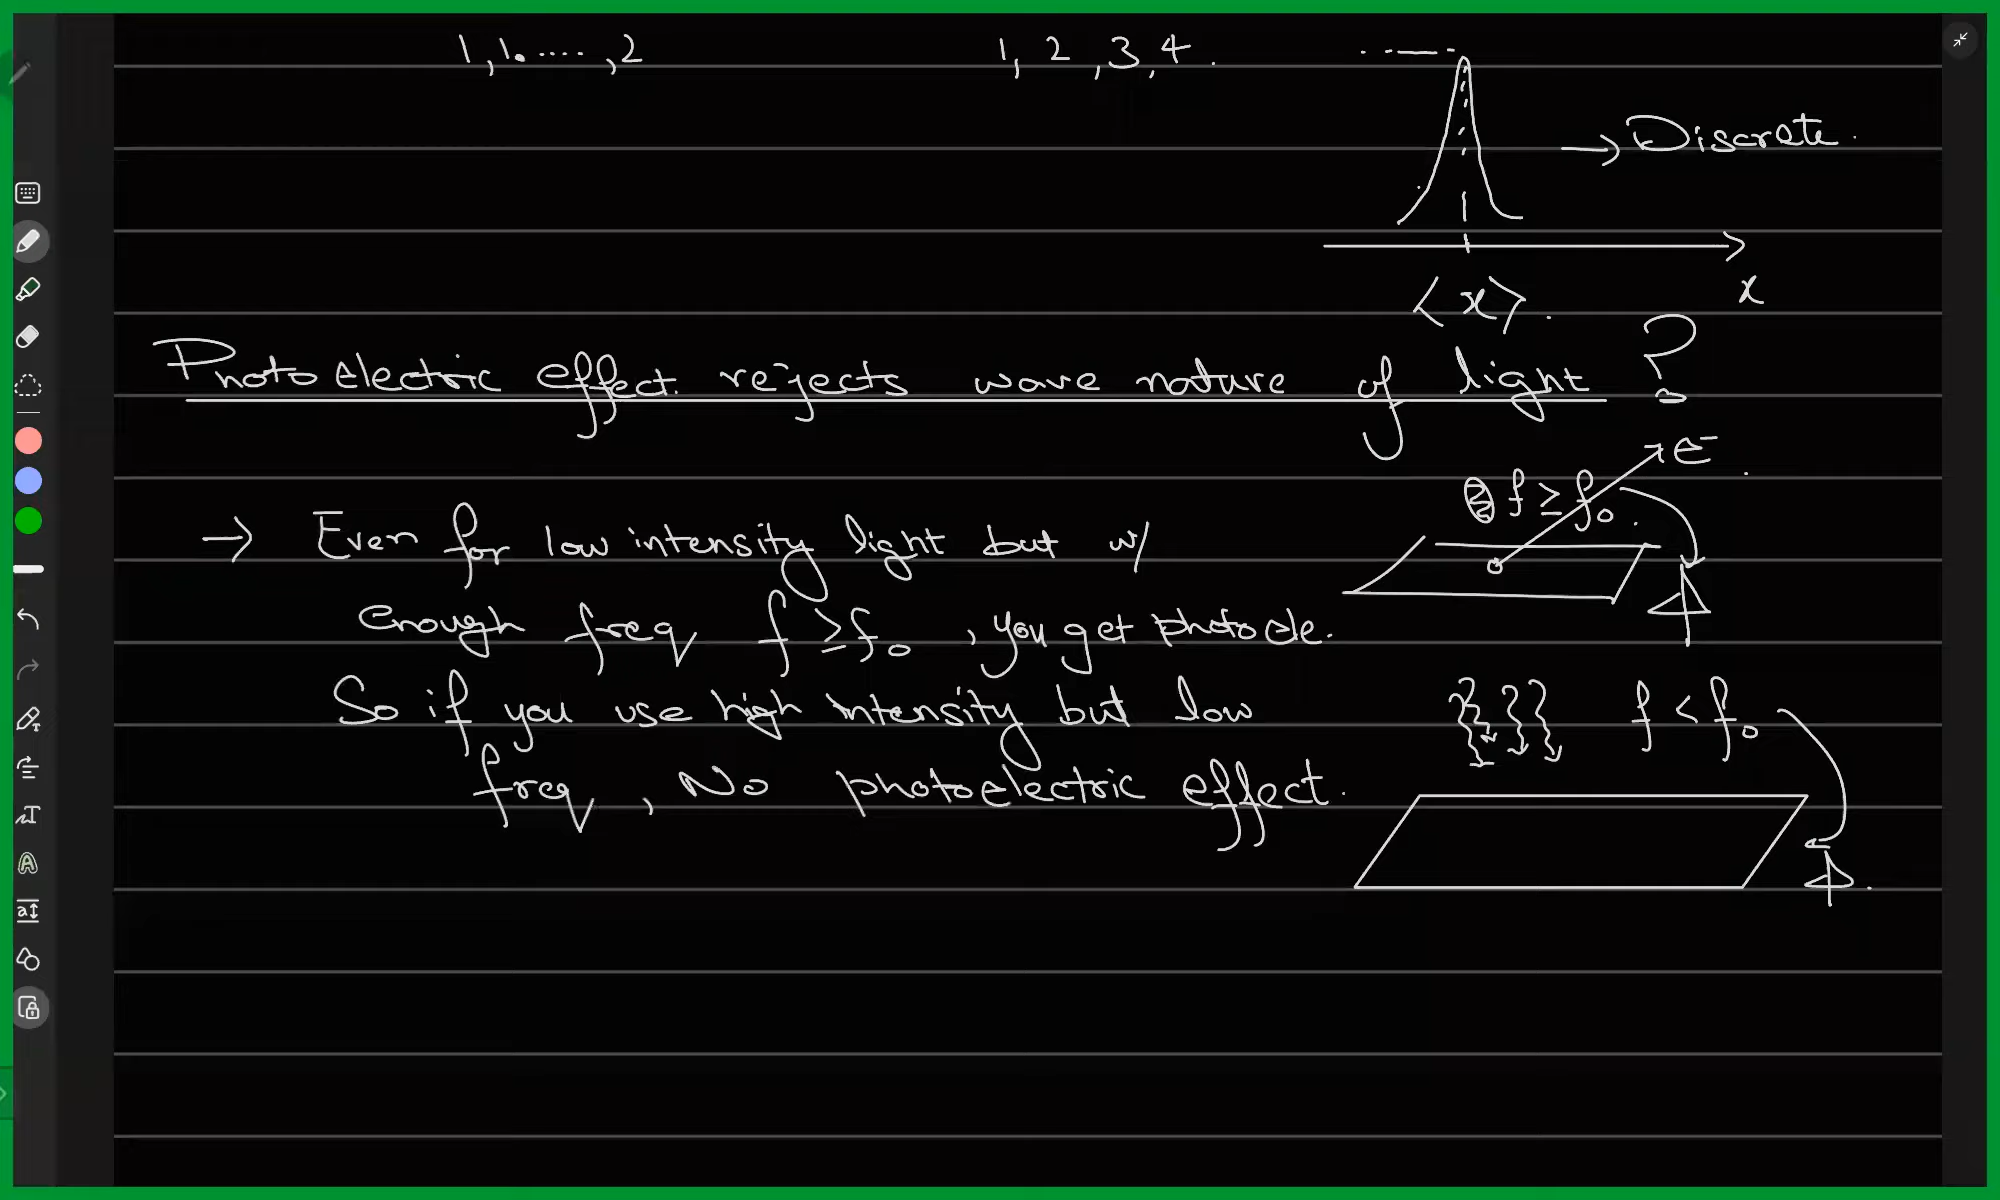 1, 1. ..... , 2
1, 2, 3, 4.
→ Discrete.
x
<x>.
Photoelectric effect rejects wave nature of light ?
e⁻
f ≥ f₀.
→ Even for low intensity light but w/
enough freq f ≥ f₀, you get photoele.
ϕ
So if you use high intensity but low
f < f₀
freq, No photoelectric effect.
ϕ.